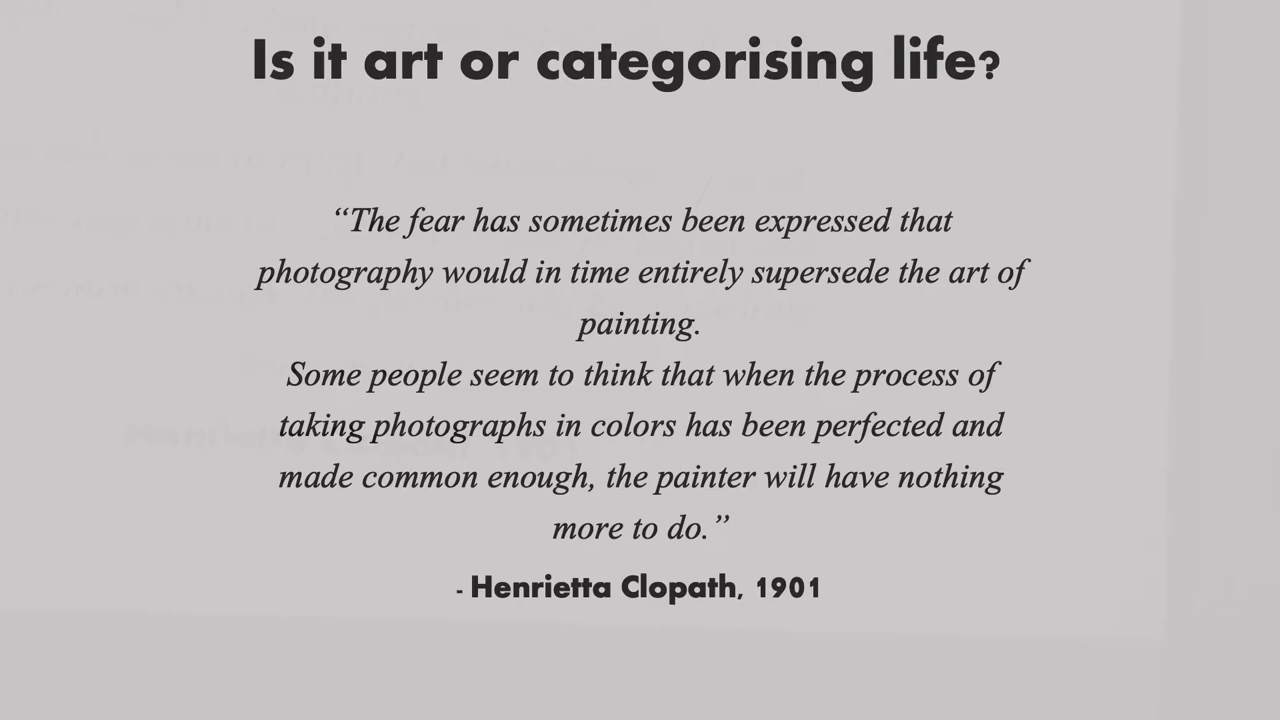 Is it art or categorising life?
“The fear has sometimes been expressed that
photography would in time entirely supersede the art of
painting.
Some people seem to think that when the process of
taking photographs in colors has been perfected and
made common enough, the painter will have nothing
more to do.”
- Henrietta Clopath, 1901